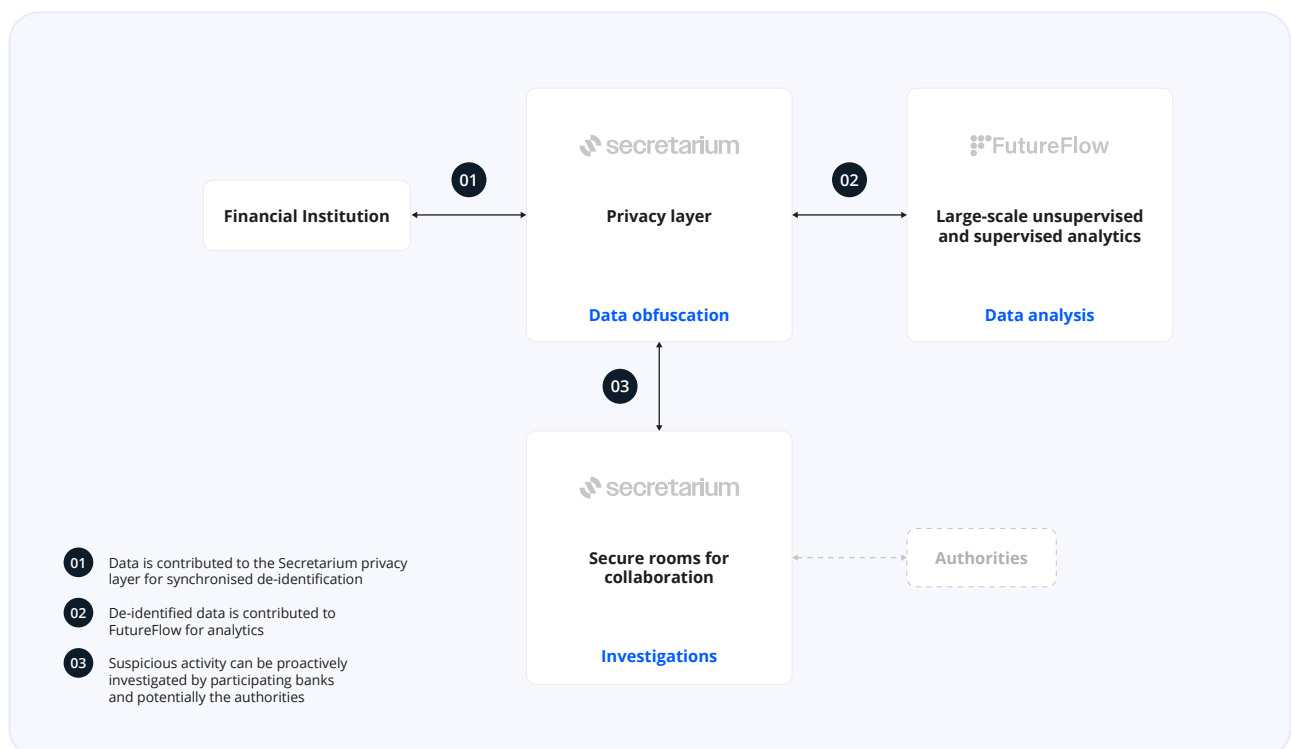 secretarium
FutureFlow
01
02
Financial Institution
Privacy layer
Large-scale unsupervised
and supervised analytics
Data obfuscation
Data analysis
03
secretarium
Secure rooms for
collaboration
Authorities
Investigations
01 Data is contributed to the Secretarium privacy
layer for synchronised de-identification
02 De-identified data is contributed to
FutureFlow for analytics
03 Suspicious activity can be proactively
investigated by participating banks
and potentially the authorities